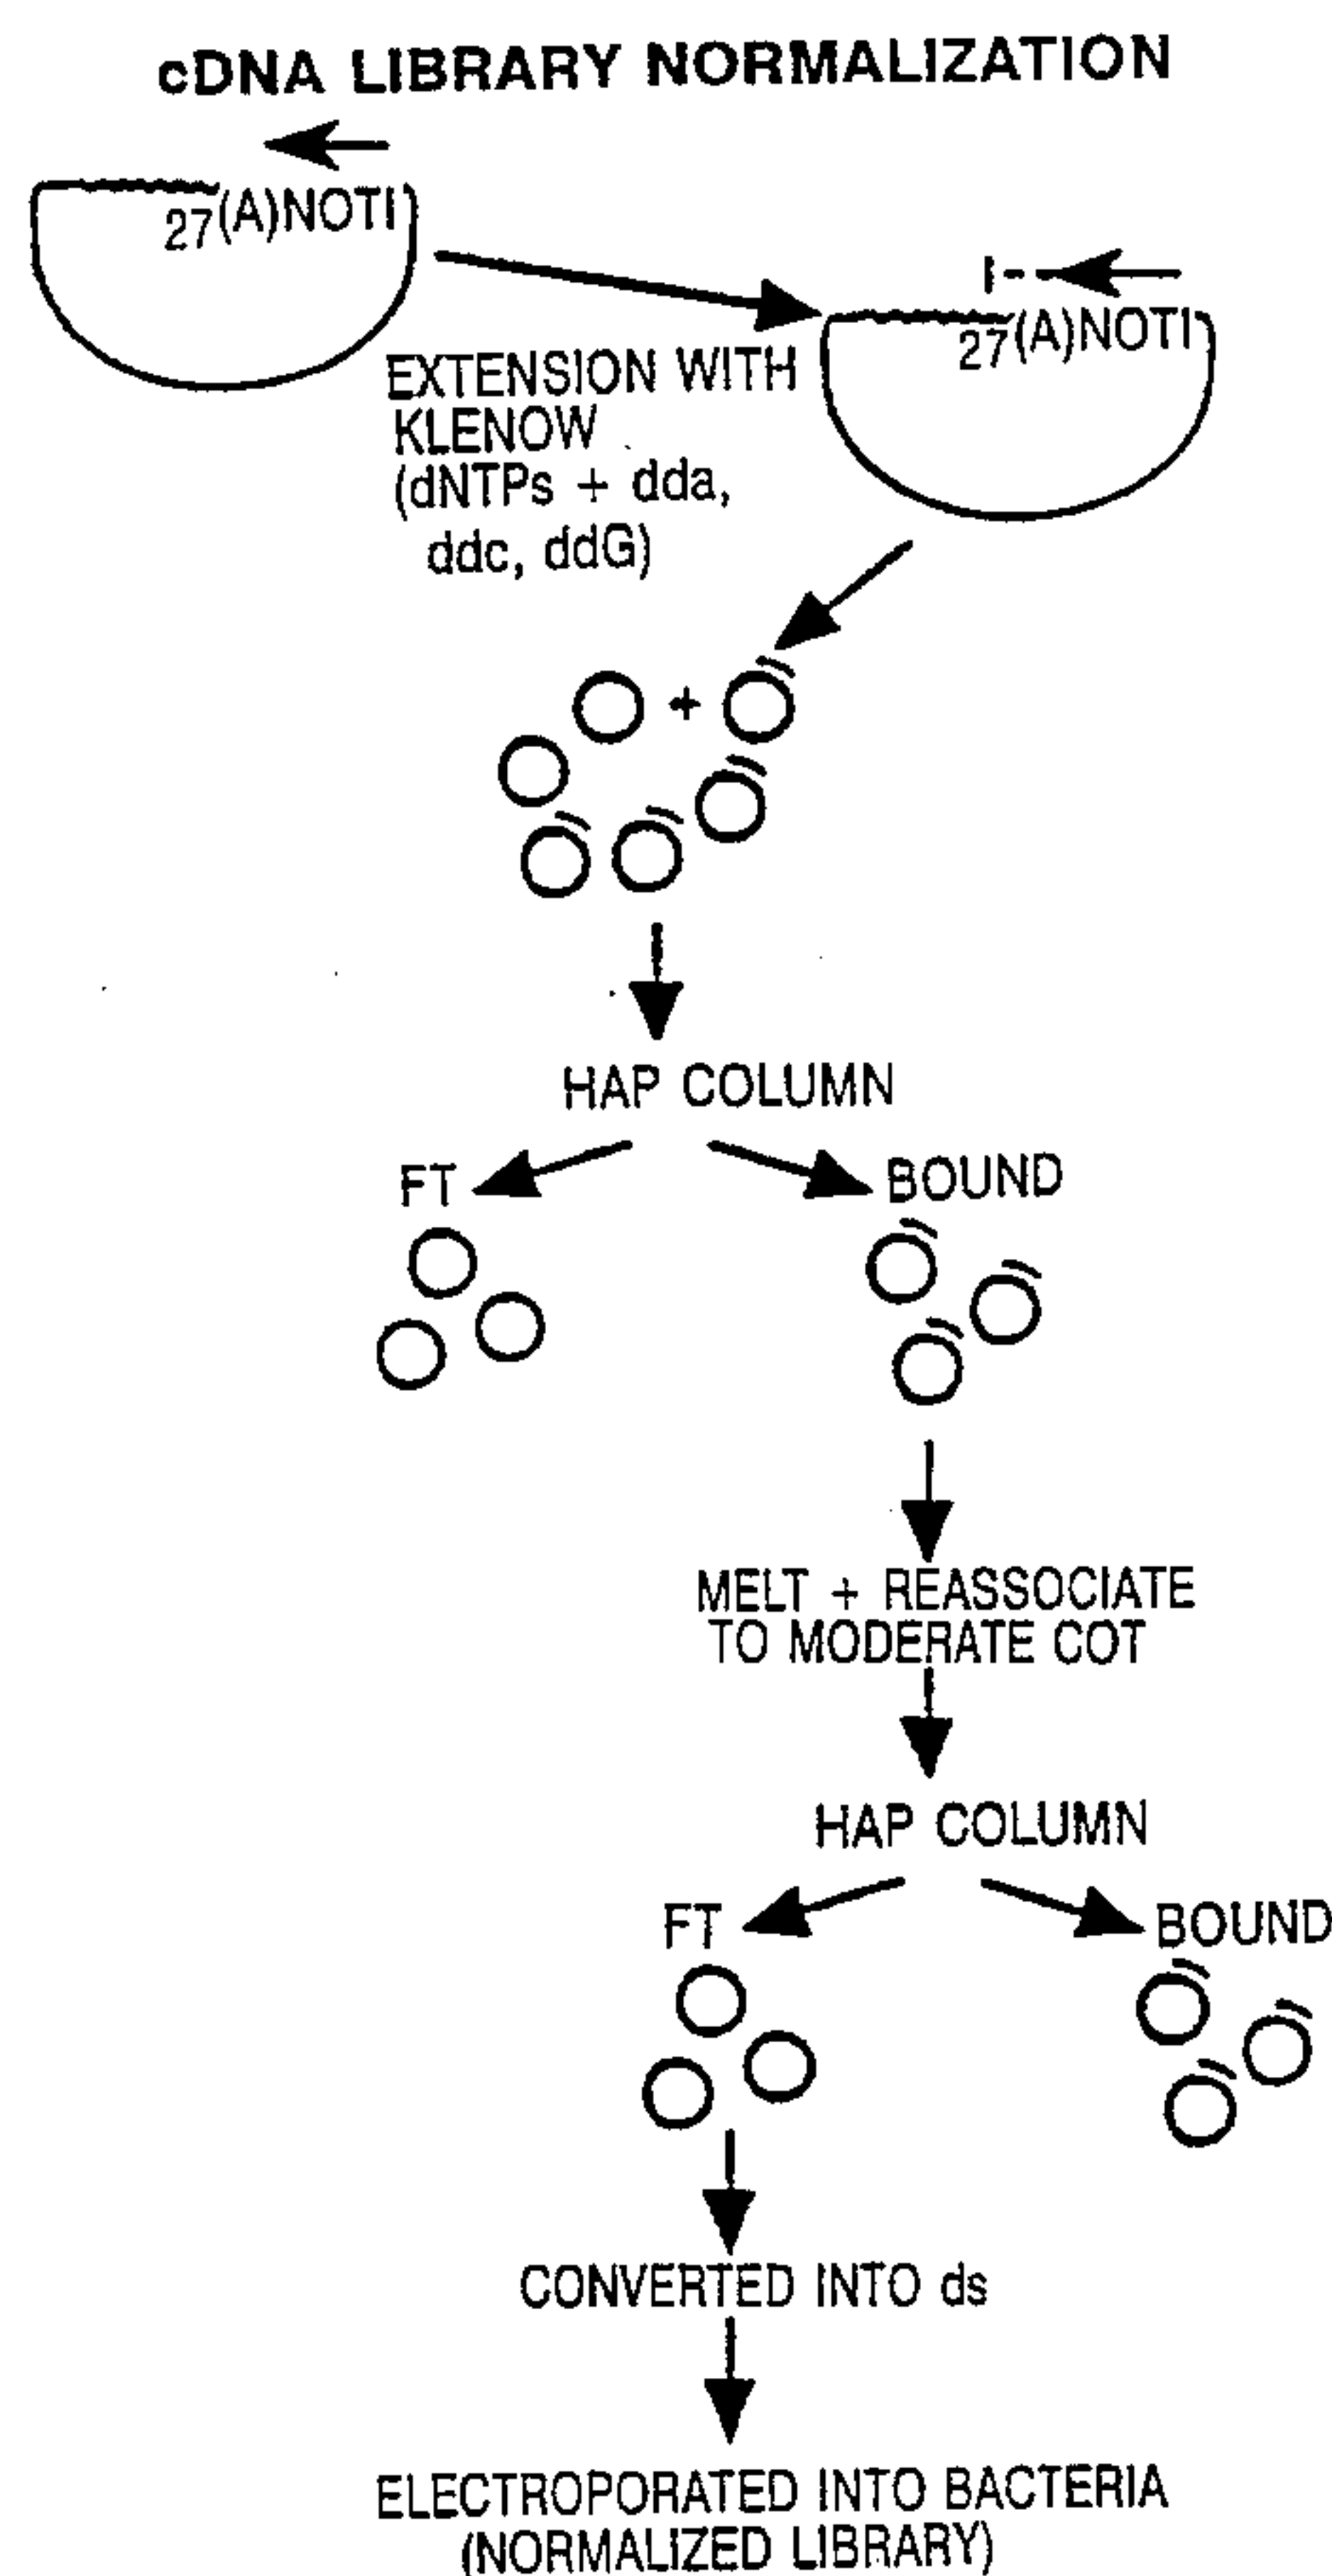 cDNA LIBRARY NORMALIZATION
27(A)NOTI
27(A)NOTI
EXTENSION WITH
KLENOW
(dNTPs + dda,
ddc, ddG)
+
HAP COLUMN
FT
BOUND
MELT + REASSOCIATE
TO MODERATE COT
HAP COLUMN
FT
BOUND
CONVERTED INTO ds
ELECTROPORATED INTO BACTERIA
(NORMALIZED LIBRARY)